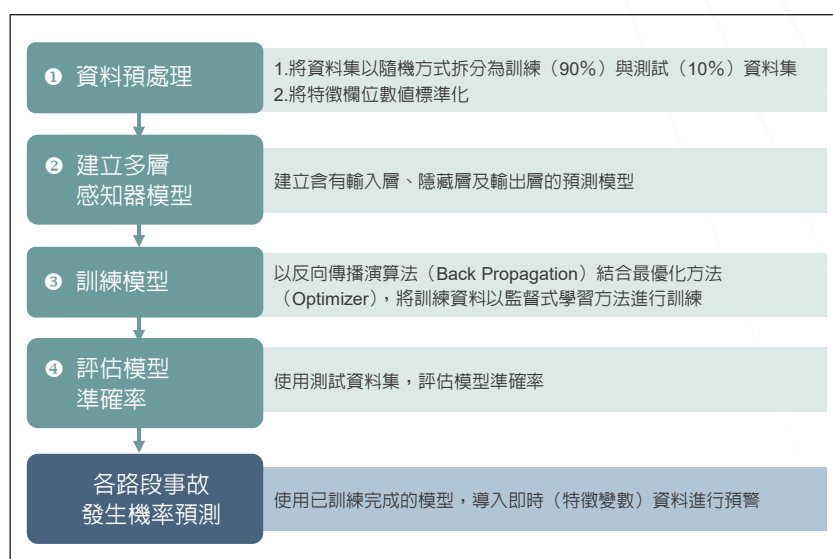 ❶ 資料預處理
1.將資料集以隨機方式拆分為訓練（90%）與測試（10%）資料集
2.將特徵欄位數值標準化
❷ 建立多層
感知器模型
建立含有輸入層、隱藏層及輸出層的預測模型
❸ 訓練模型
以反向傳播演算法（Back Propagation）結合最優化方法
（Optimizer），將訓練資料以監督式學習方法進行訓練
❹ 評估模型
準確率
使用測試資料集，評估模型準確率
各路段事故
發生機率預測
使用已訓練完成的模型，導入即時（特徵變數）資料進行預警